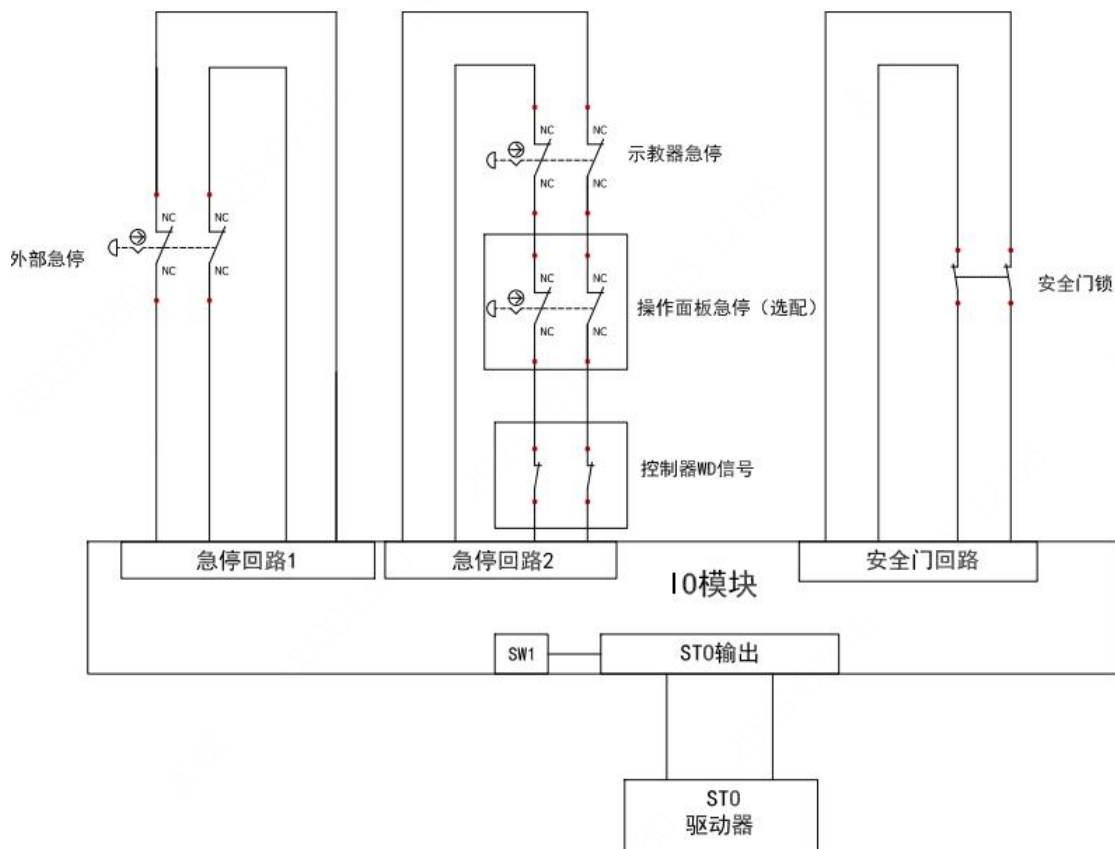 NC
NC
示教器急停
NC
NC
NC
NC
外部急停
NC
NC
NC
NC
操作面板急停（选配）
NC
安全门锁
控制器WD信号
急停回路1
急停回路2
安全门回路
IO模块
SW1
STO输出
STO
驱动器